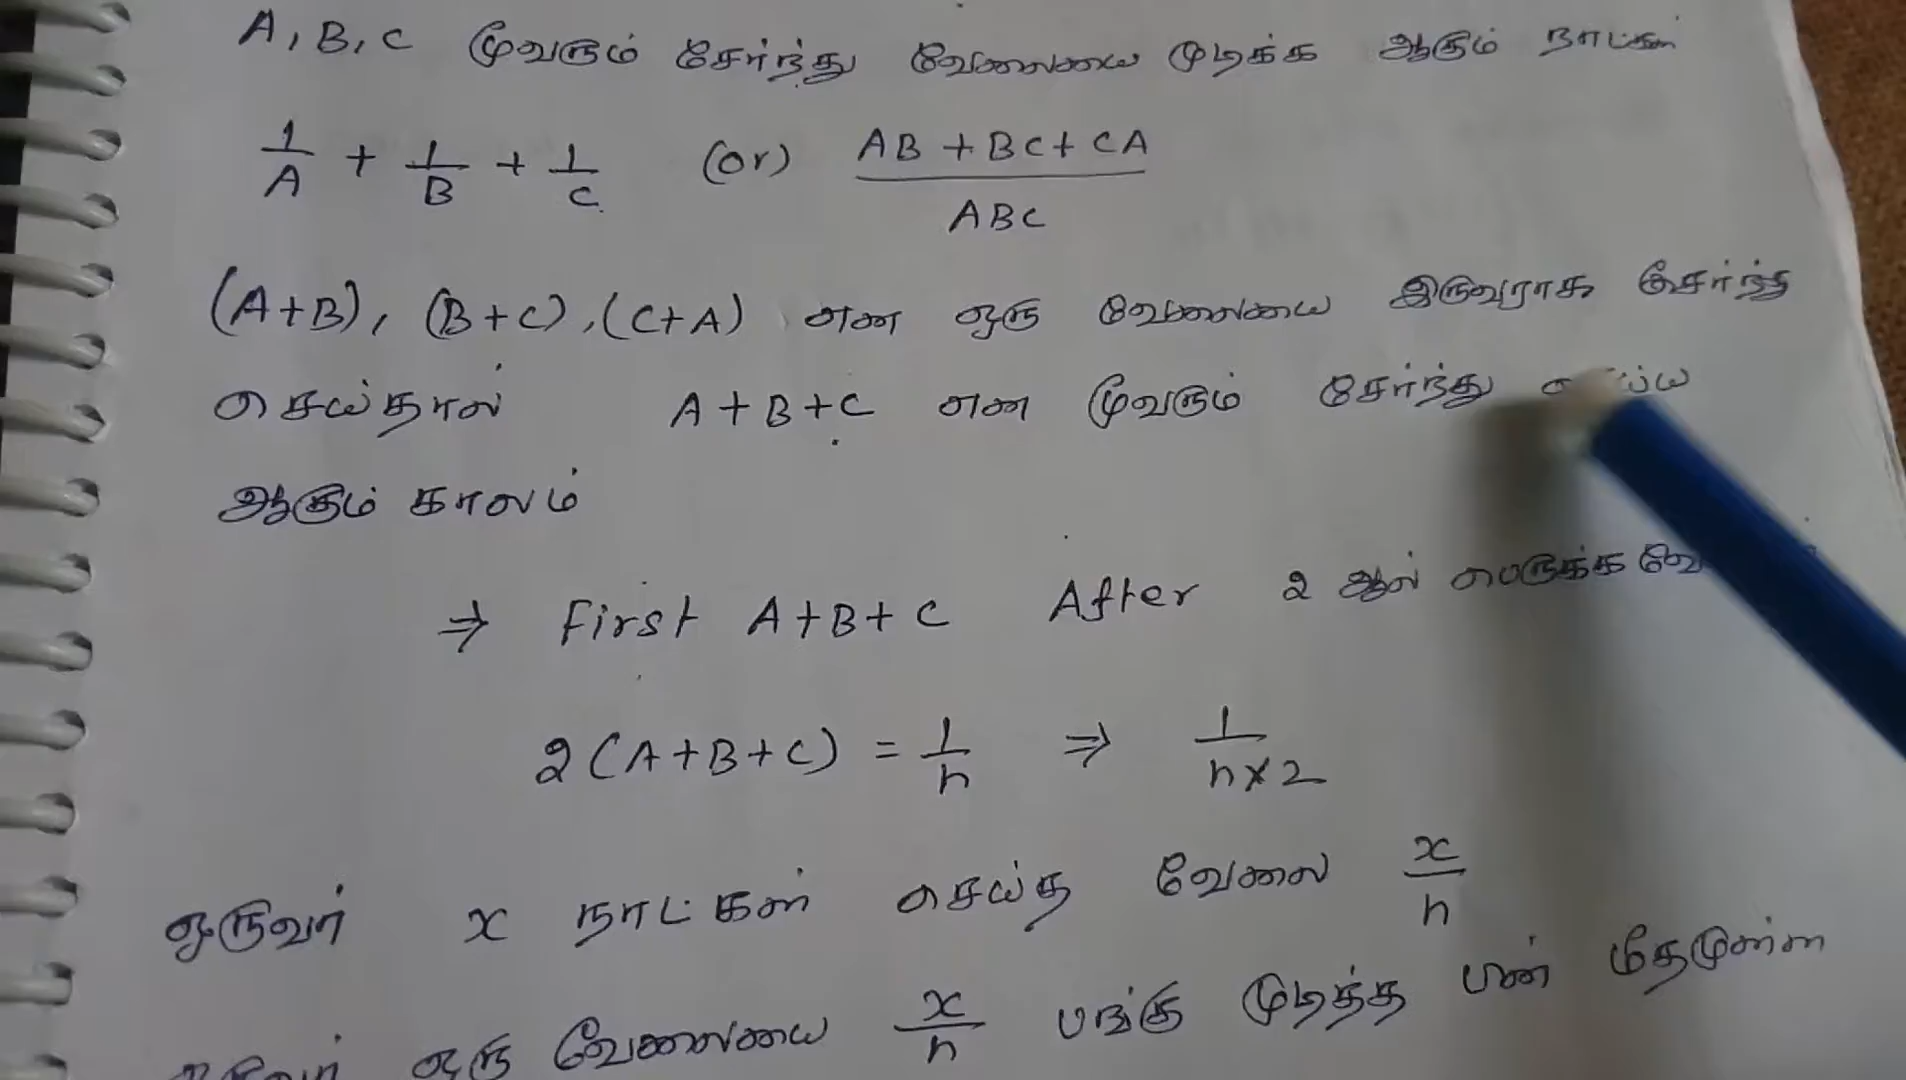 A, B, C மூவரும் சேர்ந்து வேலையை முடிக்க ஆகும் நாட்கள்
1/A + 1/B + 1/C (or) AB + BC + CA / ABC
(A+B), (B+C), (C+A) என ஒரு வேலையை இருவராக சேர்ந்து
செய்தால் A+B+C என மூவரும் சேர்ந்து
ஆகும் காலம்
⇒ First A+B+C After 2 ஆல் பெருக்க
2(A+B+C) = 1/n ⇒ 1/n×2
ஒருவர் x நாட்கள் செய்த வேலை x/n
ஒரு வேலையை x/n பங்கு முடித்த பின் மீதமுள்ள